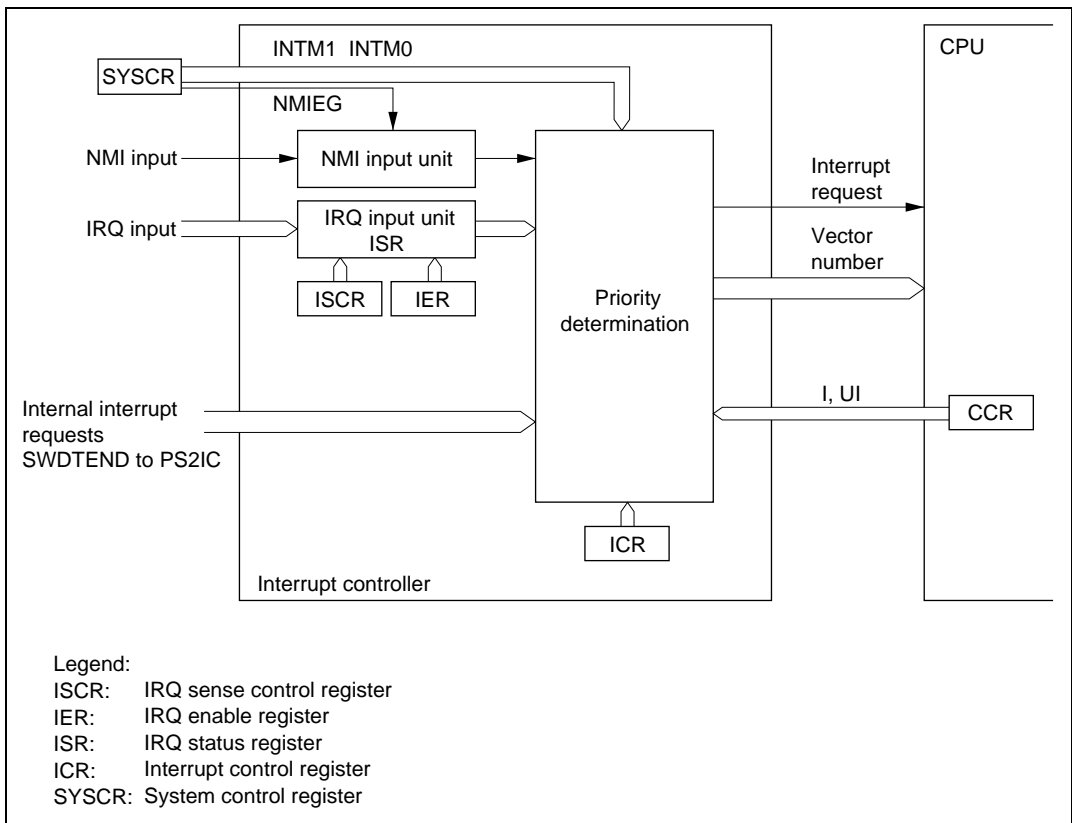 INTM1 INTM0
CPU
SYSCR
NMIEG
NMI input
NMI input unit
Interrupt
request
IRQ input
IRQ input unit
ISR
Vector
number
ISCR
IER
Priority
determination
I, UI
CCR
Internal interrupt
requests
SWDTEND to PS2IC
ICR
Interrupt controller
Legend:
ISCR: IRQ sense control register
IER: IRQ enable register
ISR: IRQ status register
ICR: Interrupt control register
SYSCR: System control register